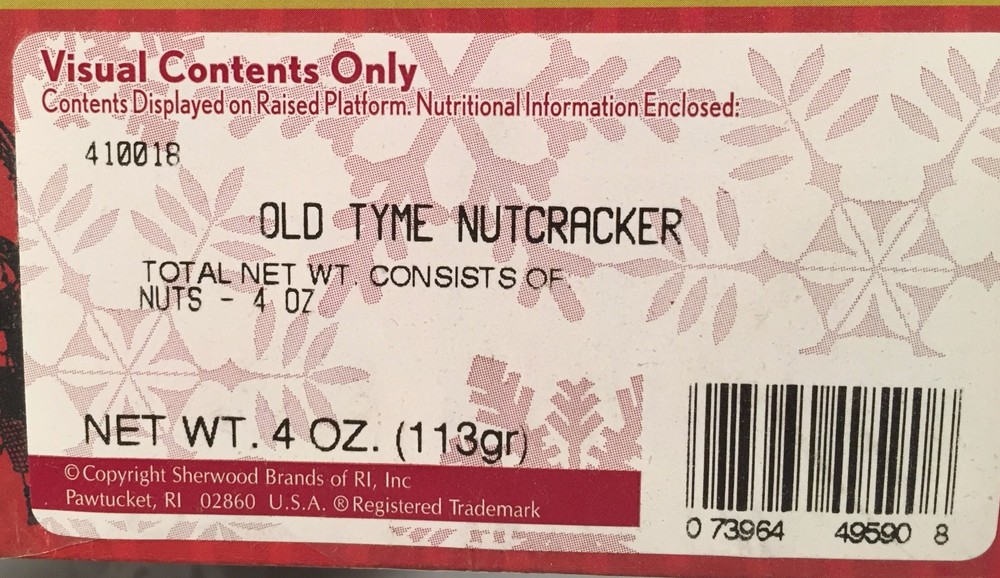 Visual Contents Only
Contents Displayed on Raised Platform. Nutritional Information Enclosed:
410018
OLD TYME NUTCRACKER
TOTAL NET WT. CONSISTS OF.
NUTS - 4 OZ
NET WT. 4 OZ. (113gr)
© Copyright Sherwood Brands of RI, Inc
Pawtucket, RI 02860 U.S.A. ® Registered Trademark
0 73964 49590 8